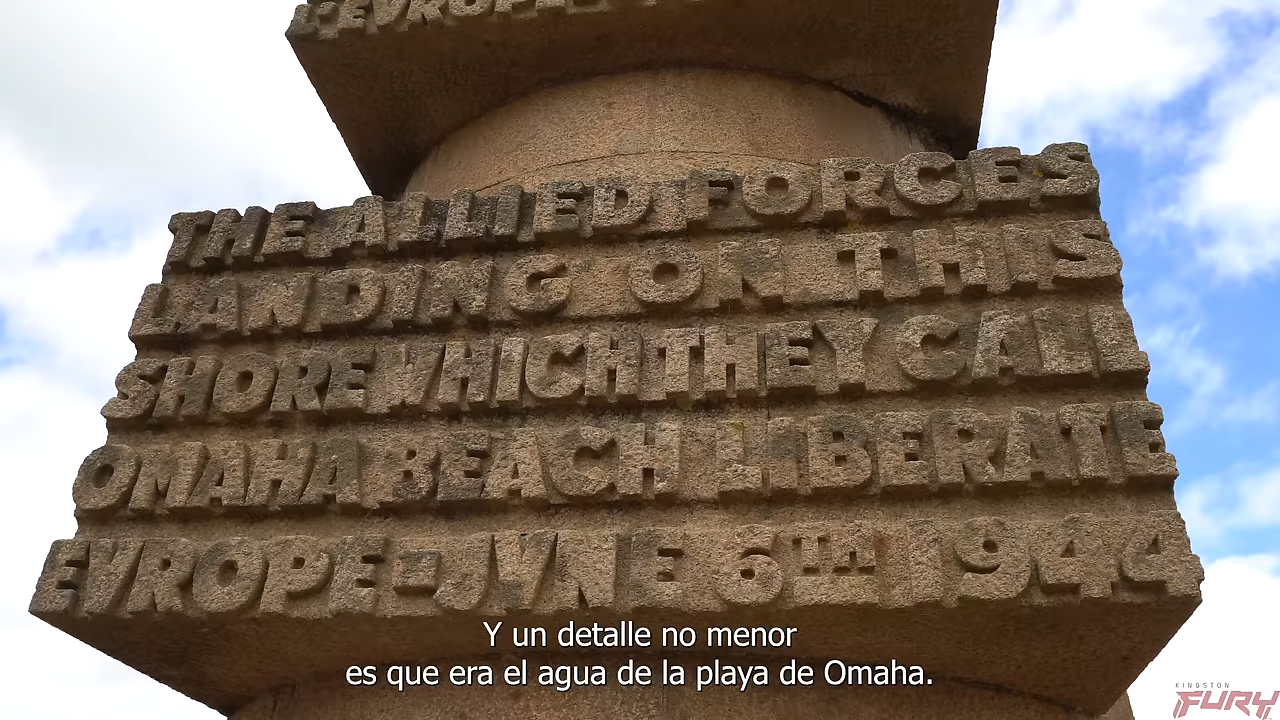 EVROPE
THE ALLIED FORCES
LANDING ON THIS
SHORE WHICH THEY CALL
OMAHA BEACH LIBERATE
EVROPE - JVNE 6TH 1944
Y un detalle no menor
es que era el agua de la playa de Omaha.
KINGSTON
FURY